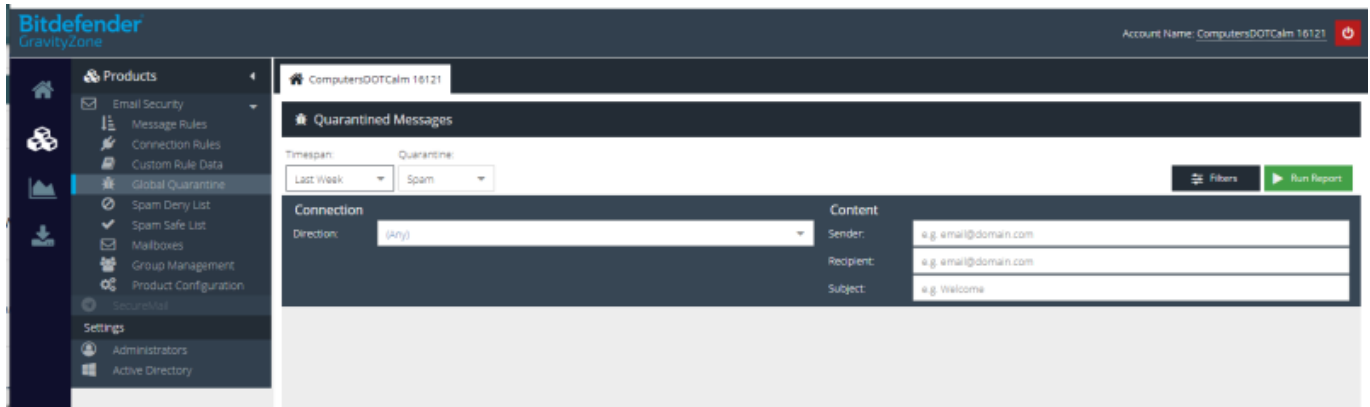 Bitdefender
GravityZone
Account Name: ComputersDOTCalm 16121
Products
Email Security
Message Rules
Connection Rules
Custom Rule Data
Global Quarantine
Spam Deny List
Spam Safe List
Mailboxes
Group Management
Product Configuration
SecureMail
Settings
Administrators
Active Directory
ComputersDOTCalm 16121
Quarantined Messages
Timespan: Quarantine:
Last Week Spam
Filters Run Report
Connection
Direction: (Any)
Content
Sender: e.g. email@domain.com
Recipient: e.g. email@domain.com
Subject: e.g. Welcome